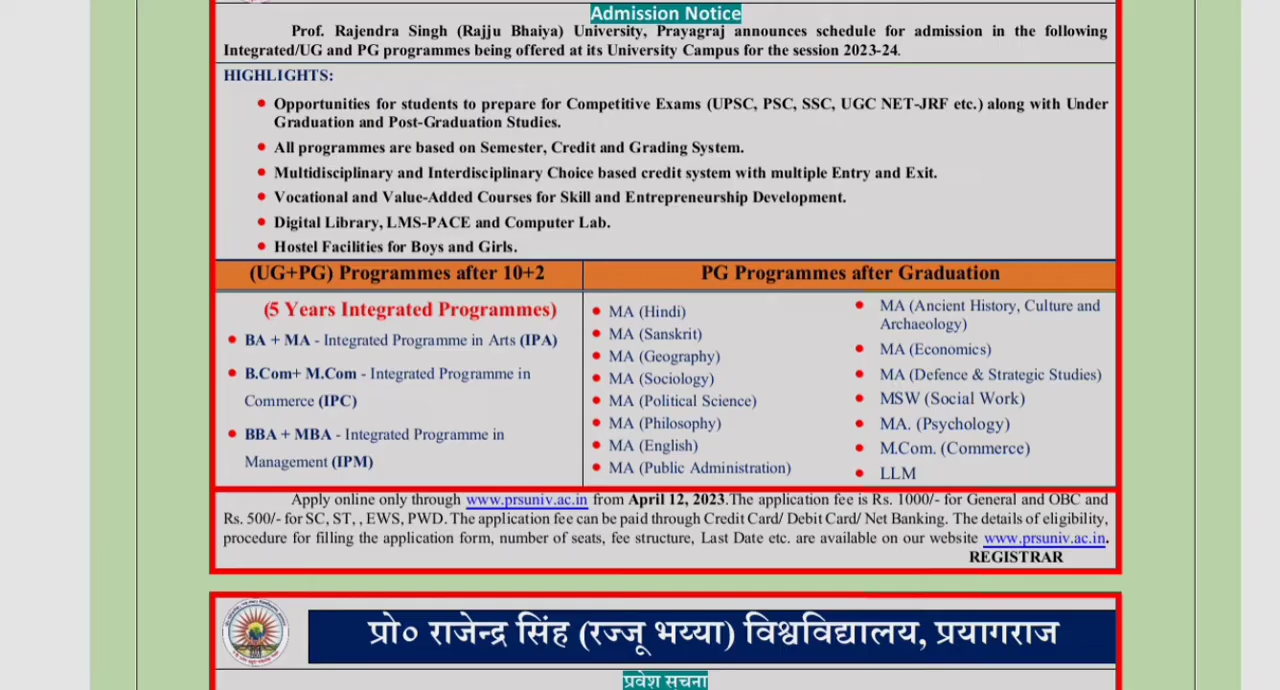 Admission Notice
Prof. Rajendra Singh (Rajju Bhaiya) University, Prayagraj announces schedule for admission in the following
Integrated/UG and PG programmes being offered at its University Campus for the session 2023-24.
HIGHLIGHTS:
• Opportunities for students to prepare for Competitive Exams (UPSC, PSC, SSC, UGC NET-JRF etc.) along with Under
Graduation and Post-Graduation Studies.
• All programmes are based on Semester, Credit and Grading System.
• Multidisciplinary and Interdisciplinary Choice based credit system with multiple Entry and Exit.
• Vocational and Value-Added Courses for Skill and Entrepreneurship Development.
• Digital Library, LMS-PACE and Computer Lab.
• Hostel Facilities for Boys and Girls.
(UG+PG) Programmes after 10+2
(5 Years Integrated Programmes)
• BA + MA - Integrated Programme in Arts (IPA)
• B.Com+ M.Com - Integrated Programme in
Commerce (IPC)
• BBA + MBA - Integrated Programme in
Management (IPM)
PG Programmes after Graduation
• MA (Hindi)
• MA (Sanskrit)
• MA (Geography)
• MA (Sociology)
• MA (Political Science)
• MA (Philosophy)
• MA (English)
• MA (Public Administration)
• MA (Ancient History, Culture and
Archaeology)
• MA (Economics)
• MA (Defence & Strategic Studies)
• MSW (Social Work)
• MA. (Psychology)
• M.Com. (Commerce)
• LLM
Apply online only through www.prsuniv.ac.in from April 12, 2023.The application fee is Rs. 1000/- for General and OBC and
Rs. 500/- for SC, ST, , EWS, PWD. The application fee can be paid through Credit Card/ Debit Card/ Net Banking. The details of eligibility,
procedure for filling the application form, number of seats, fee structure, Last Date etc. are available on our website www.prsuniv.ac.in.
REGISTRAR
प्रो० राजेन्द्र सिंह (रज्जू भय्या) विश्वविद्यालय, प्रयागराज
प्रवेश सूचना